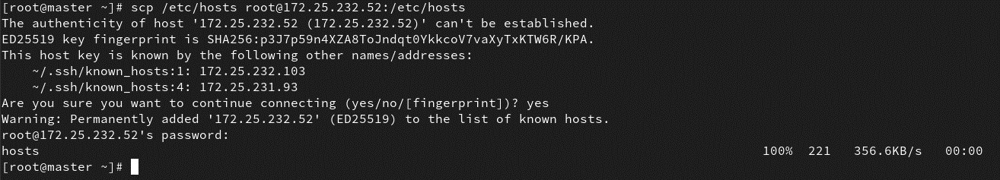 [root@master ~]# scp /etc/hosts root@172.25.232.52:/etc/hosts
The authenticity of host '172.25.232.52 (172.25.232.52)' can't be established.
ED25519 key fingerprint is SHA256:p3J7p59n4XZA8ToJndqt0YkkcoV7vaXyTxKTW6R/KPA.
This host key is known by the following other names/addresses:
    ~/.ssh/known_hosts:1: 172.25.232.103
    ~/.ssh/known_hosts:4: 172.25.231.93
Are you sure you want to continue connecting (yes/no/[fingerprint])? yes
Warning: Permanently added '172.25.232.52' (ED25519) to the list of known hosts.
root@172.25.232.52's password:
hosts 100% 221 356.6KB/s 00:00
[root@master ~]#